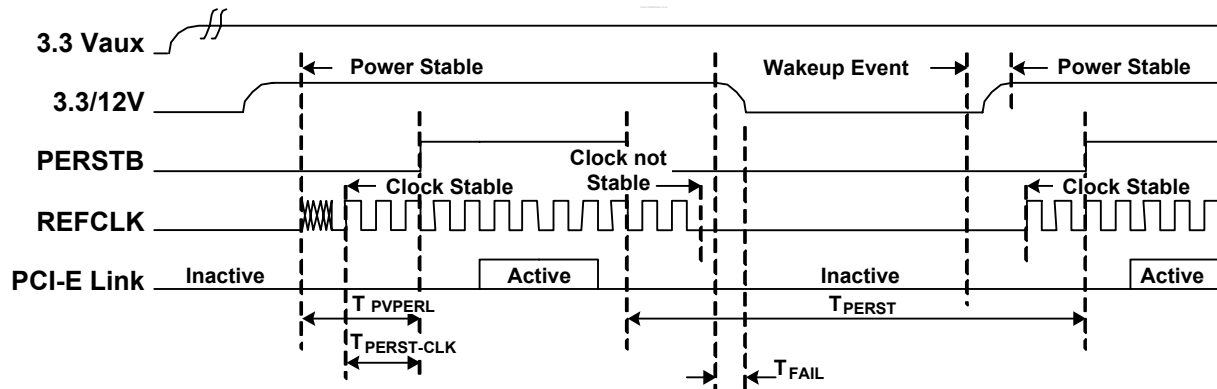 3.3 Vaux
Power Stable
Wakeup Event
Power Stable
3.3/12V
PERSTB
Clock not
Stable
Clock Stable
Clock Stable
REFCLK
PCI-E Link
Inactive
Active
Inactive
Active
T PVPERL
TPERST
TPERST-CLK
TFAIL